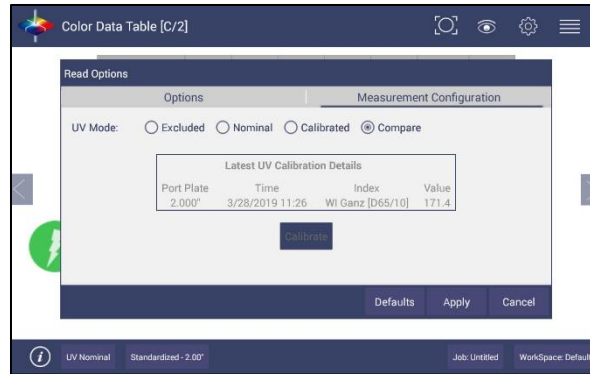 Color Data Table [C/2]
Read Options
Options Measurement Configuration
UV Mode: Excluded Nominal Calibrated Compare
Latest UV Calibration Details
Port Plate Time Index Value
2.000" 3/28/2019 11:26 WI Ganz [D65/10] 171.4
Calibrate
Defaults Apply Cancel
i UV Nominal Standardized - 2.00" Job: Untitled WorkSpace: Default